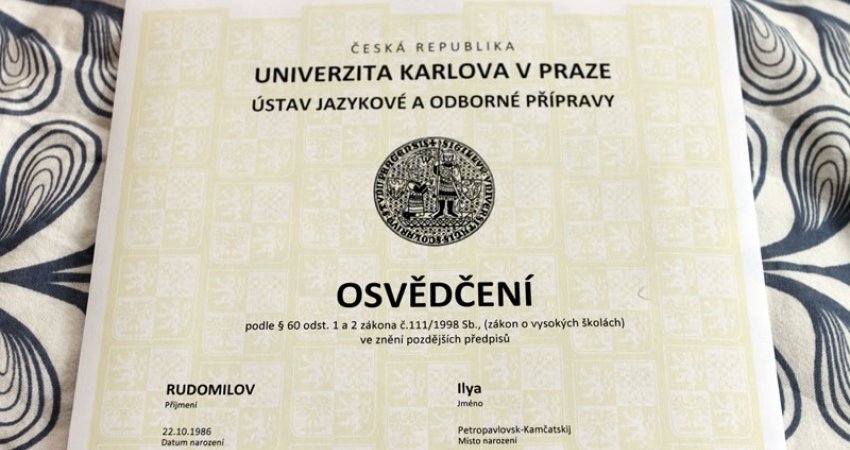 ČESKÁ REPUBLIKA
UNIVERZITA KARLOVA V PRAZE
ÚSTAV JAZYKOVÉ A ODBORNÉ PŘÍPRAVY
OSVĚDČENÍ
podle § 60 odst. 1 a 2 zákona č.111/1998 Sb., (zákon o vysokých školách)
ve znění pozdějších předpisů
RUDOMILOV Ilya
Příjmení Jméno
22.10.1986 Petropavlovsk-Kamčatskij
Datum narození Místo narození